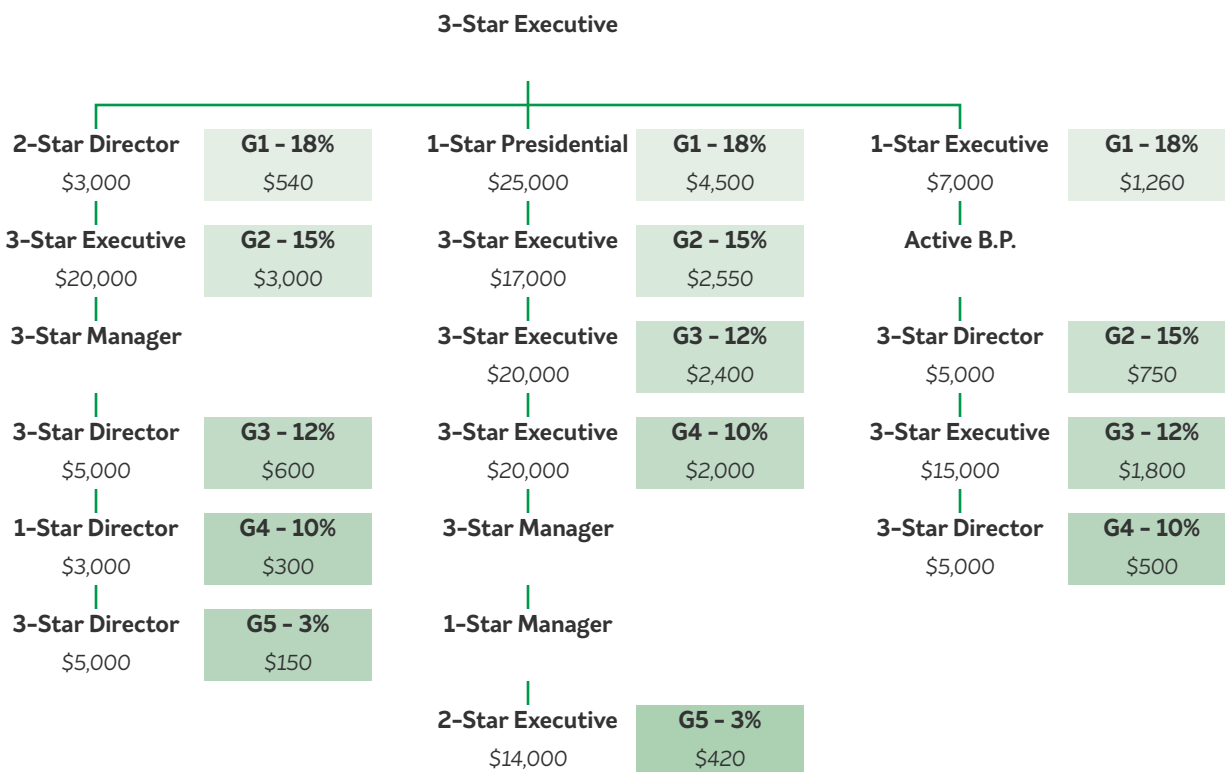 3-Star Executive
2-Star Director G1 - 18% 1-Star Presidential G1 - 18% 1-Star Executive G1 - 18%
$3,000 $540 $25,000 $4,500 $7,000 $1,260
3-Star Executive G2 - 15% 3-Star Executive G2 - 15% Active B.P.
$20,000 $3,000 $17,000 $2,550
3-Star Manager 3-Star Executive G3 - 12% 3-Star Director G2 - 15%
$20,000 $2,400 $5,000 $750
3-Star Director G3 - 12% 3-Star Executive G4 - 10% 3-Star Executive G3 - 12%
$5,000 $600 $20,000 $2,000 $15,000 $1,800
1-Star Director G4 - 10% 3-Star Manager 3-Star Director G4 - 10%
$3,000 $300 $5,000 $500
3-Star Director G5 - 3% 1-Star Manager
$5,000 $150
2-Star Executive G5 - 3%
$14,000 $420